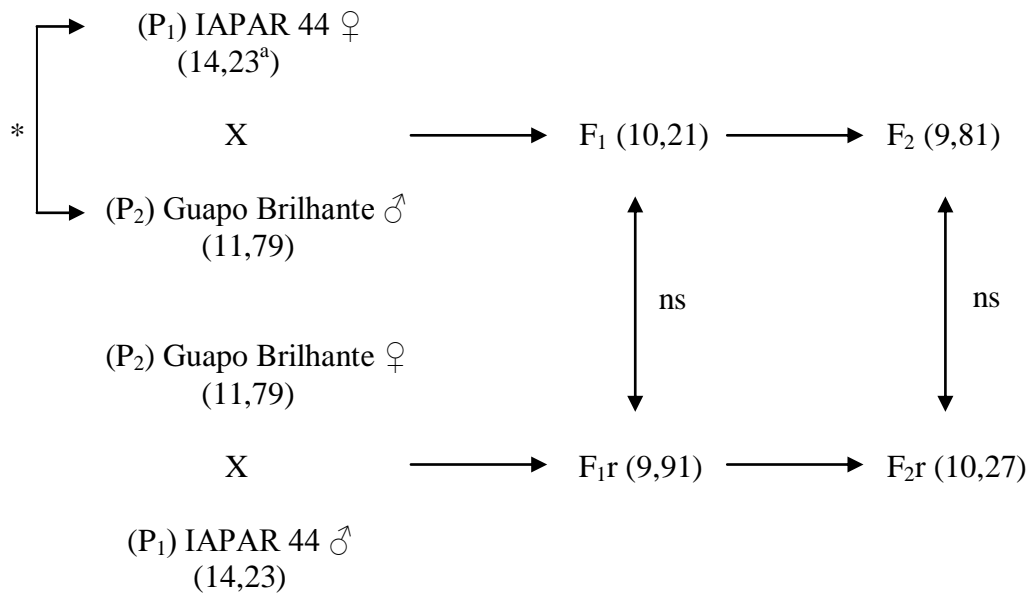 (P₁) IAPAR 44 ♀
(14,23ᵃ)
*
X
F₁ (10,21)
F₂ (9,81)
(P₂) Guapo Brilhante ♂
(11,79)
ns
ns
(P₂) Guapo Brilhante ♀
(11,79)
X
F₁r (9,91)
F₂r (10,27)
(P₁) IAPAR 44 ♂
(14,23)